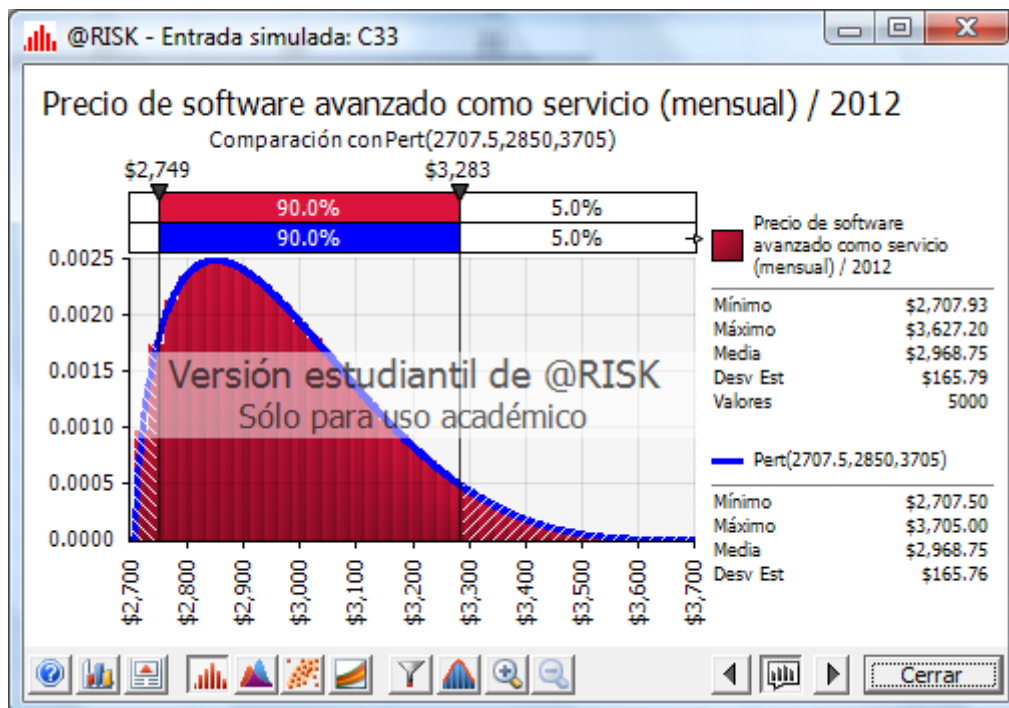 @RISK - Entrada simulada: C33
Precio de software avanzado como servicio (mensual) / 2012
Comparación con Pert(2707.5,2850,3705)
$2,749 $3,283
90.0% 5.0%
90.0% 5.0%
0.0025
0.0020
0.0015
0.0010
0.0005
0.0000
$2,700
$2,800
$2,900
$3,000
$3,100
$3,200
$3,300
$3,400
$3,500
$3,600
$3,700
Versión estudiantil de @RISK
Sólo para uso académico
Precio de software
avanzado como servicio
(mensual) / 2012
Mínimo $2,707.93
Máximo $3,627.20
Media $2,968.75
Desv Est $165.79
Valores 5000
Pert(2707.5,2850,3705)
Mínimo $2,707.50
Máximo $3,705.00
Media $2,968.75
Desv Est $165.76
Cerrar